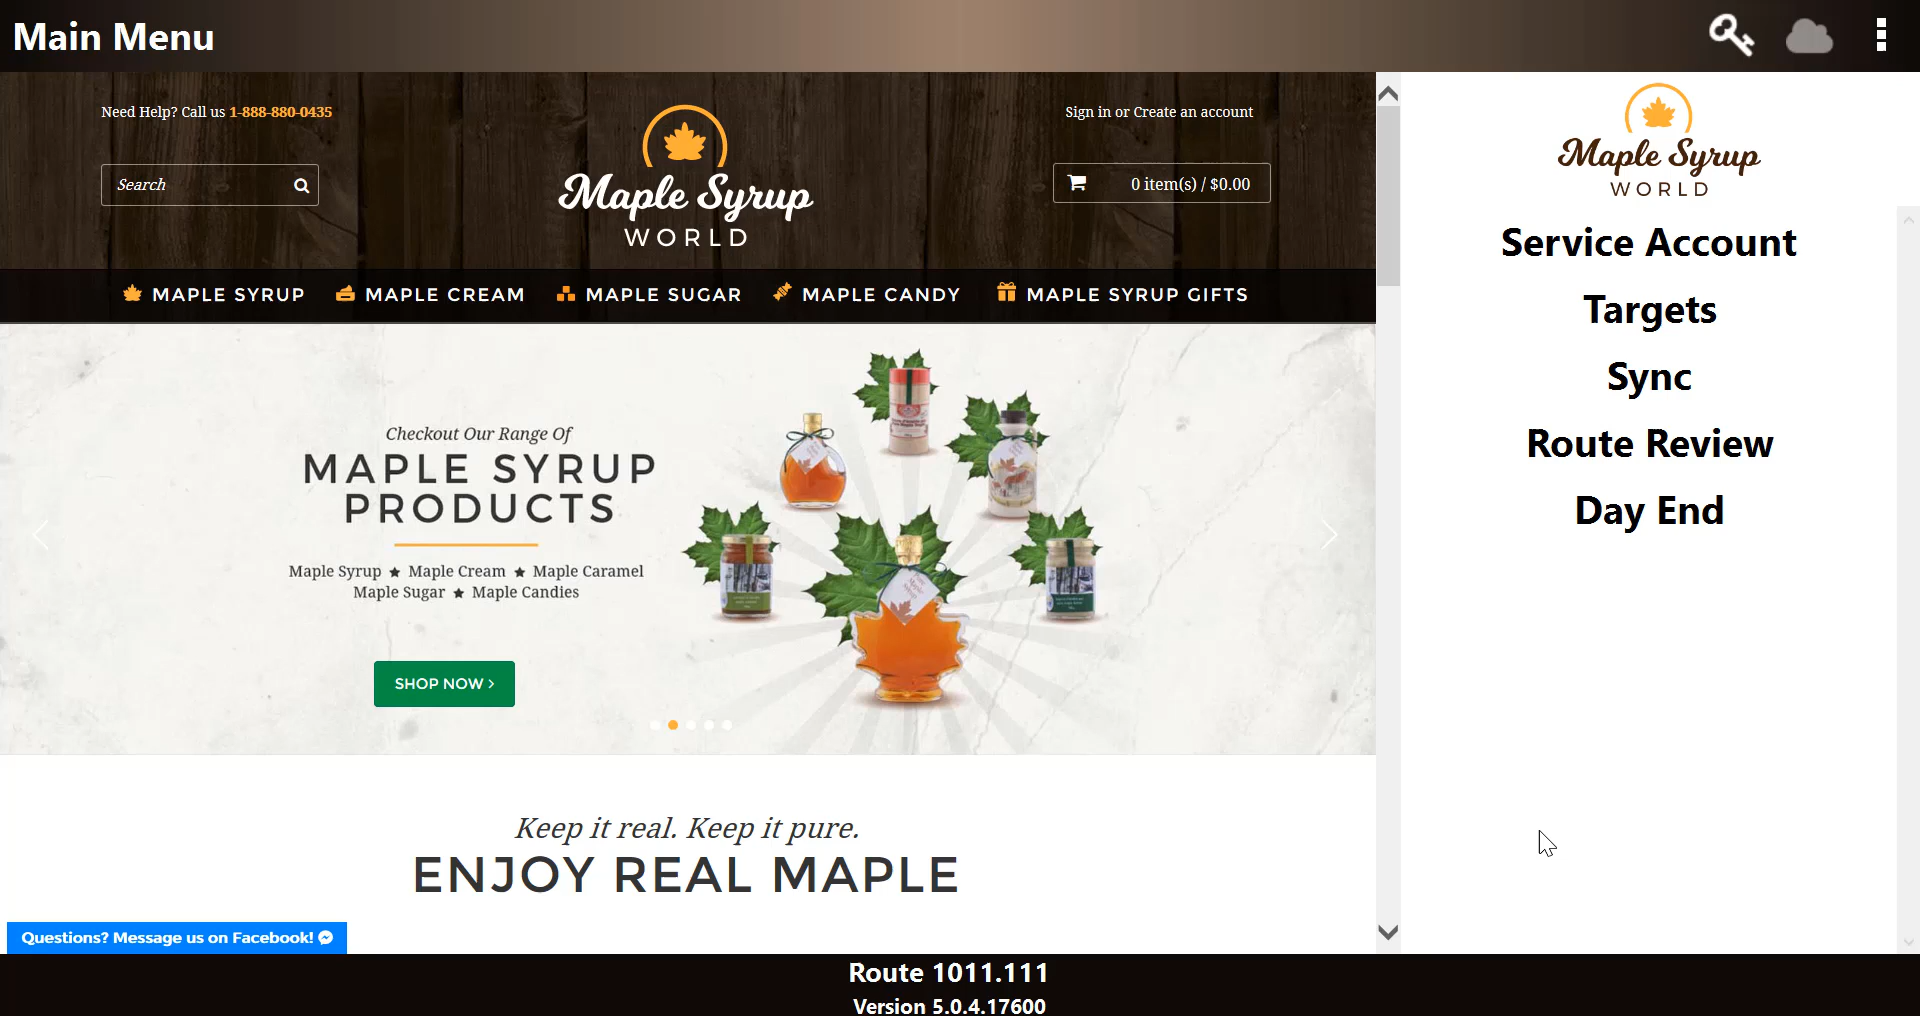 Main Menu
Need Help? Call us 1-888-880-0435
Sign in or Create an account
Search
Maple Syrup
WORLD
0 item(s) / $0.00
MAPLE SYRUP
MAPLE CREAM
MAPLE SUGAR
MAPLE CANDY
MAPLE SYRUP GIFTS
Checkout Our Range Of
MAPLE SYRUP
PRODUCTS
Maple Syrup ★ Maple Cream ★ Maple Caramel
Maple Sugar ★ Maple Candies
SHOP NOW >
Keep it real. Keep it pure.
ENJOY REAL MAPLE
Questions? Message us on Facebook!
Maple Syrup
WORLD
Service Account
Targets
Sync
Route Review
Day End
Route 1011.111
Version 5.0.4.17600